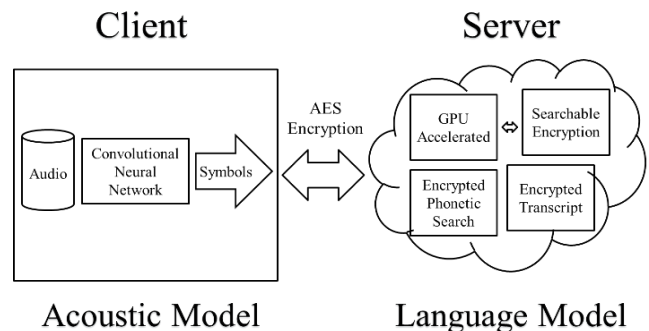 Client
Server
Audio
Convolutional
Neural
Network
Symbols
AES
Encryption
GPU
Accelerated
Searchable
Encryption
Encrypted
Phonetic
Search
Encrypted
Transcript
Acoustic Model
Language Model